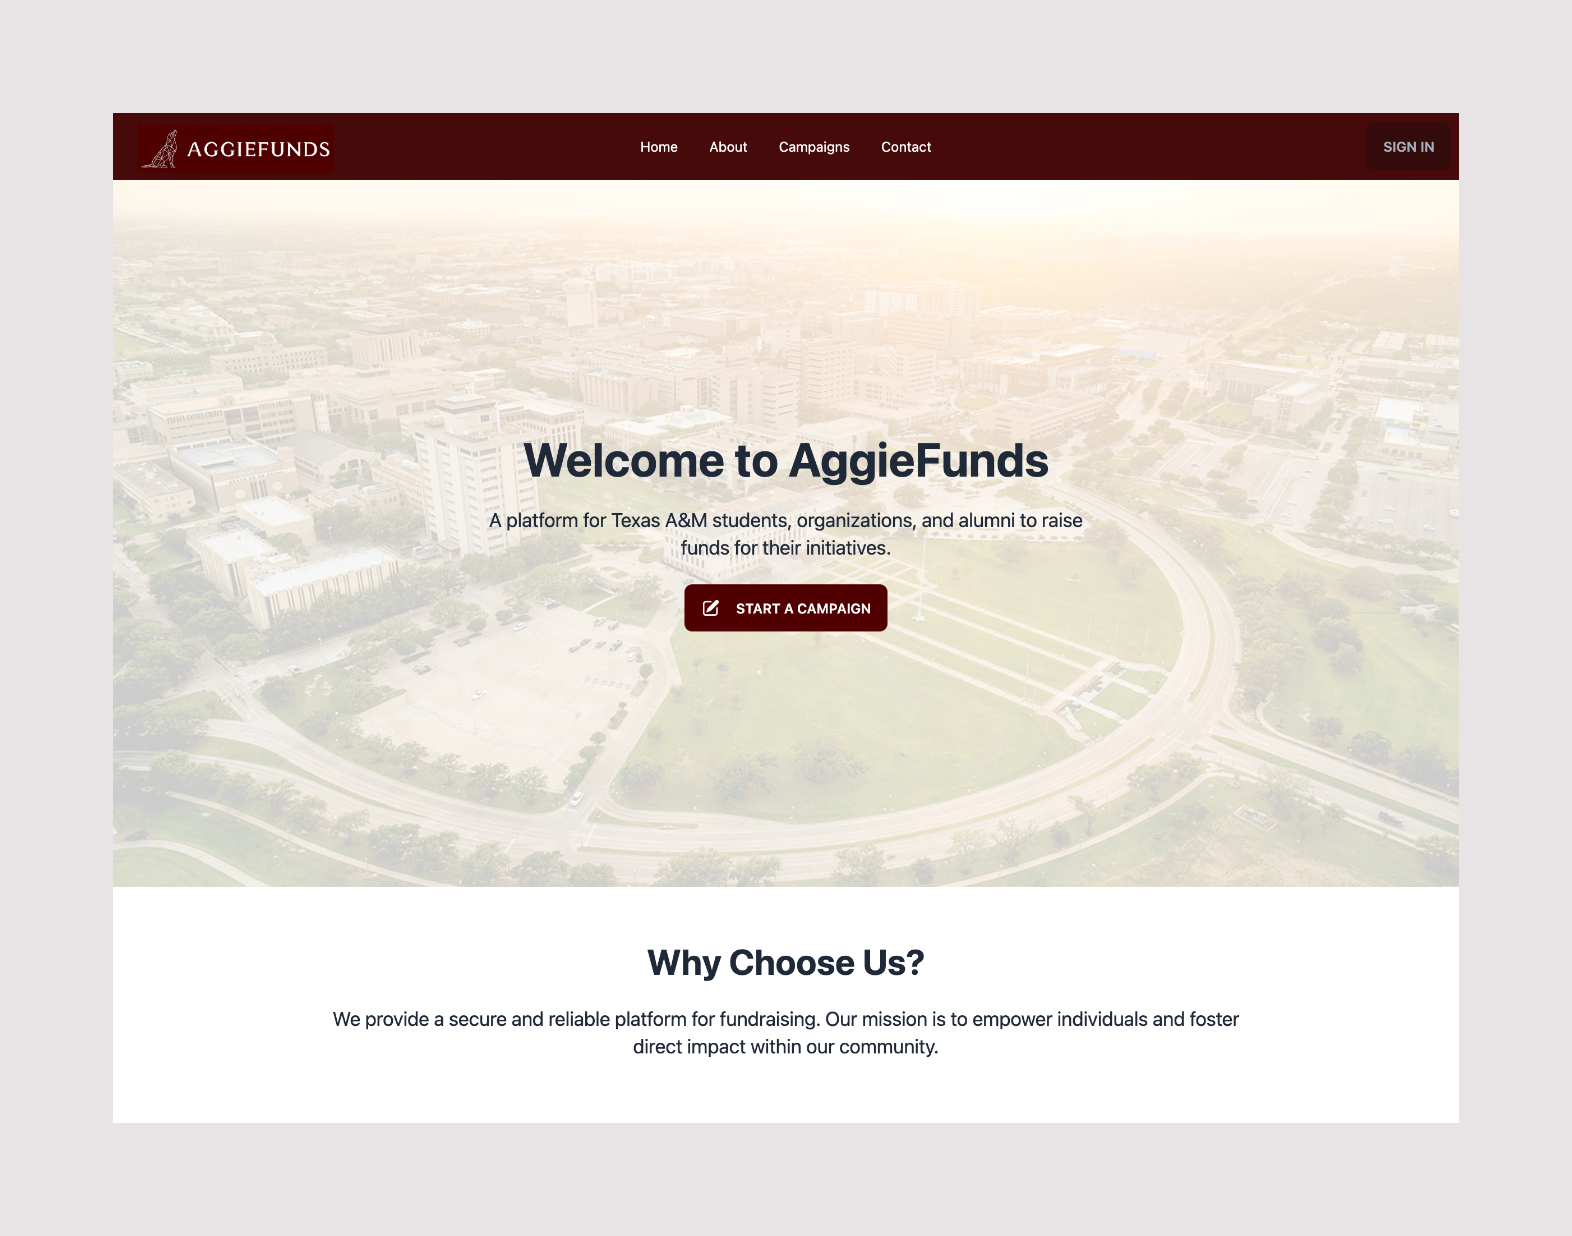 AGGIEFUNDS
Home
About
Campaigns
Contact
SIGN IN
Welcome to AggieFunds
A platform for Texas A&M students, organizations, and alumni to raise
funds for their initiatives.
START A CAMPAIGN
Why Choose Us?
We provide a secure and reliable platform for fundraising. Our mission is to empower individuals and foster
direct impact within our community.